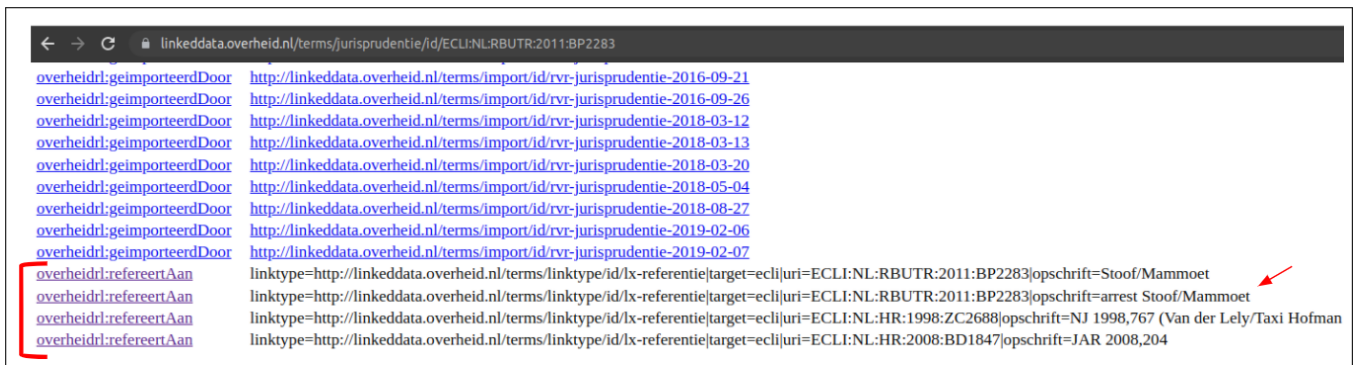 linkeddata.overheid.nl/terms/jurisprudentie/id/ECLI:NL:RBUTR:2011:BP2283
overheidrl:geimporteerdDoor http://linkeddata.overheid.nl/terms/import/id/rvr-jurisprudentie-2016-09-21
overheidrl:geimporteerdDoor http://linkeddata.overheid.nl/terms/import/id/rvr-jurisprudentie-2016-09-26
overheidrl:geimporteerdDoor http://linkeddata.overheid.nl/terms/import/id/rvr-jurisprudentie-2018-03-12
overheidrl:geimporteerdDoor http://linkeddata.overheid.nl/terms/import/id/rvr-jurisprudentie-2018-03-13
overheidrl:geimporteerdDoor http://linkeddata.overheid.nl/terms/import/id/rvr-jurisprudentie-2018-03-20
overheidrl:geimporteerdDoor http://linkeddata.overheid.nl/terms/import/id/rvr-jurisprudentie-2018-05-04
overheidrl:geimporteerdDoor http://linkeddata.overheid.nl/terms/import/id/rvr-jurisprudentie-2018-08-27
overheidrl:geimporteerdDoor http://linkeddata.overheid.nl/terms/import/id/rvr-jurisprudentie-2019-02-06
overheidrl:geimporteerdDoor http://linkeddata.overheid.nl/terms/import/id/rvr-jurisprudentie-2019-02-07
overheidrl:refereertAan linktype=http://linkeddata.overheid.nl/terms/linktype/id/lx-referentie|target=ecli|uri=ECLI:NL:RBUTR:2011:BP2283|opschrift=Stoof/Mammoet
overheidrl:refereertAan linktype=http://linkeddata.overheid.nl/terms/linktype/id/lx-referentie|target=ecli|uri=ECLI:NL:RBUTR:2011:BP2283|opschrift=arrest Stoof/Mammoet
overheidrl:refereertAan linktype=http://linkeddata.overheid.nl/terms/linktype/id/lx-referentie|target=ecli|uri=ECLI:NL:HR:1998:ZC2688|opschrift=NJ 1998,767 (Van der Lely/Taxi Hofman
overheidrl:refereertAan linktype=http://linkeddata.overheid.nl/terms/linktype/id/lx-referentie|target=ecli|uri=ECLI:NL:HR:2008:BD1847|opschrift=JAR 2008,204